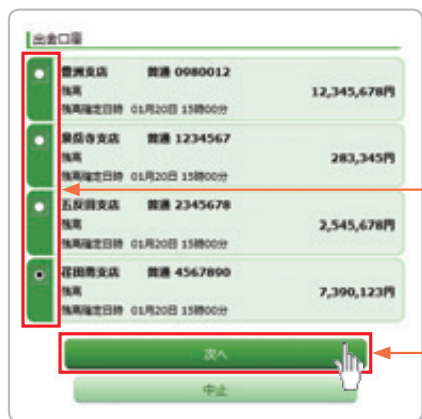 出金口座
豊洲支店 普通 0980012
残高 12,345,678円
残高確定日時 01月20日 15時00分
泉岳寺支店 普通 1234567
残高 283,345円
残高確定日時 01月20日 15時00分
五反田支店 普通 2345678
残高 2,545,678円
残高確定日時 01月20日 15時00分
荏田南支店 普通 4567890
残高 7,390,123円
残高確定日時 01月20日 15時00分
次へ
中止